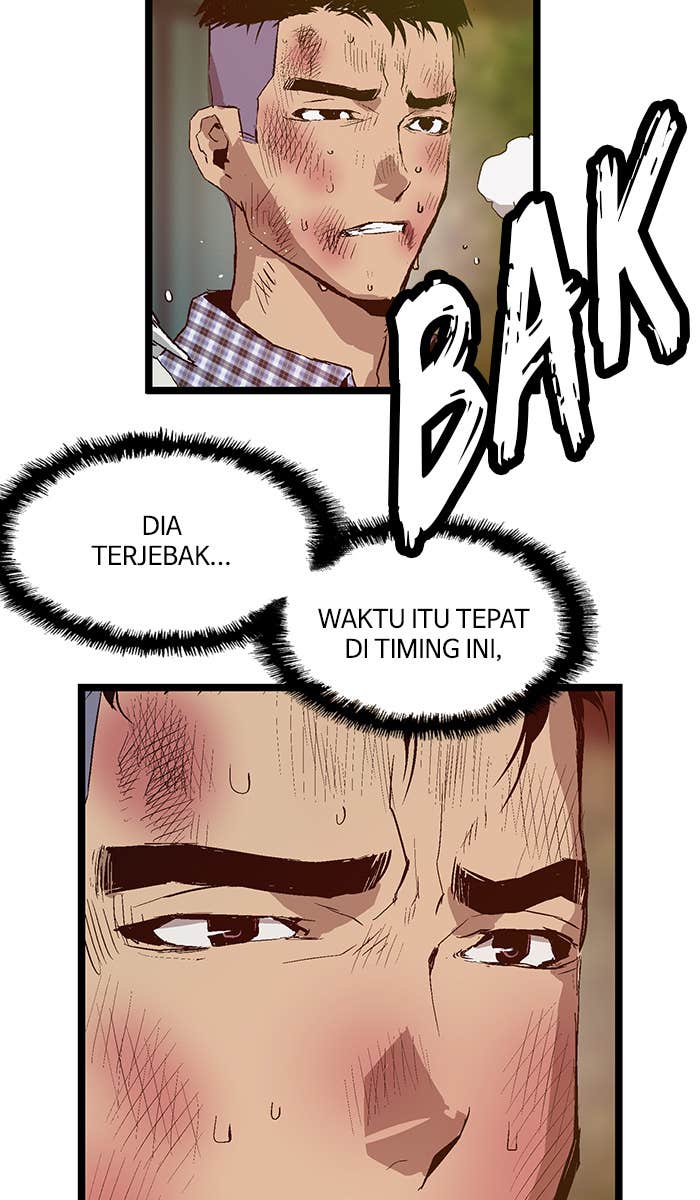 BAK
DIA
TERJEBAK...
WAKTU ITU TEPAT
DI TIMING INI,